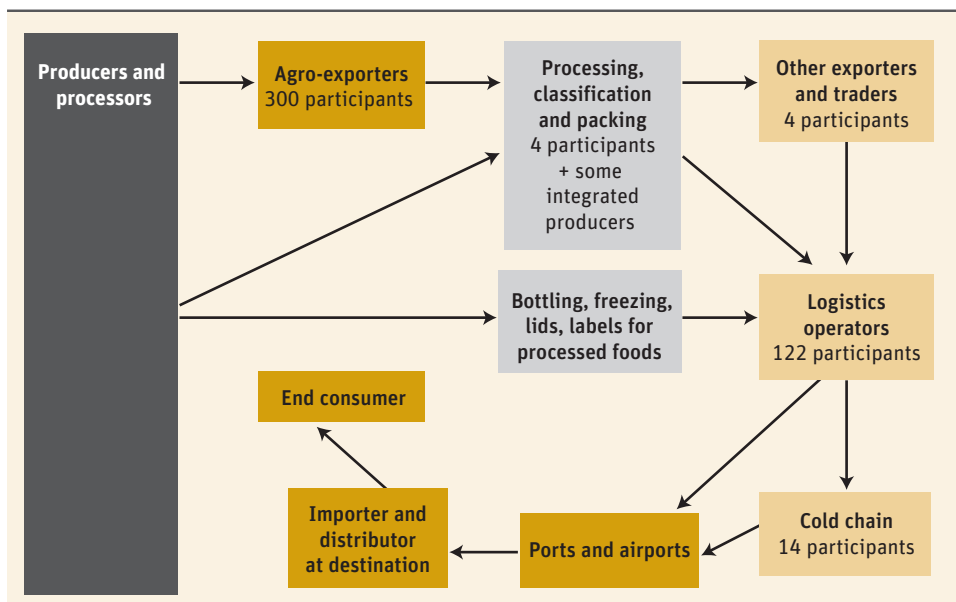 Producers and
processors
Agro-exporters
300 participants
Processing,
classification
and packing
4 participants
+ some
integrated
producers
Other exporters
and traders
4 participants
Bottling, freezing,
lids, labels for
processed foods
Logistics
operators
122 participants
End consumer
Importer and
distributor
at destination
Ports and airports
Cold chain
14 participants